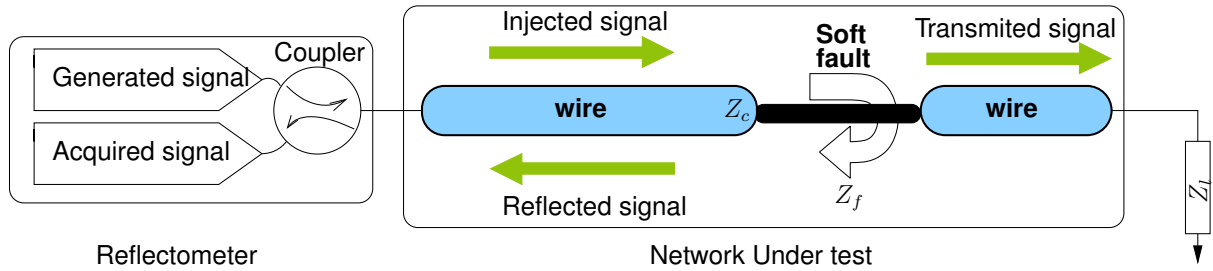 Injected signal
Soft
fault
Transmited signal
Coupler
Generated signal
wire
Z_c
wire
Acquired signal
Z_f
Z_l
Reflected signal
Reflectometer
Network Under test